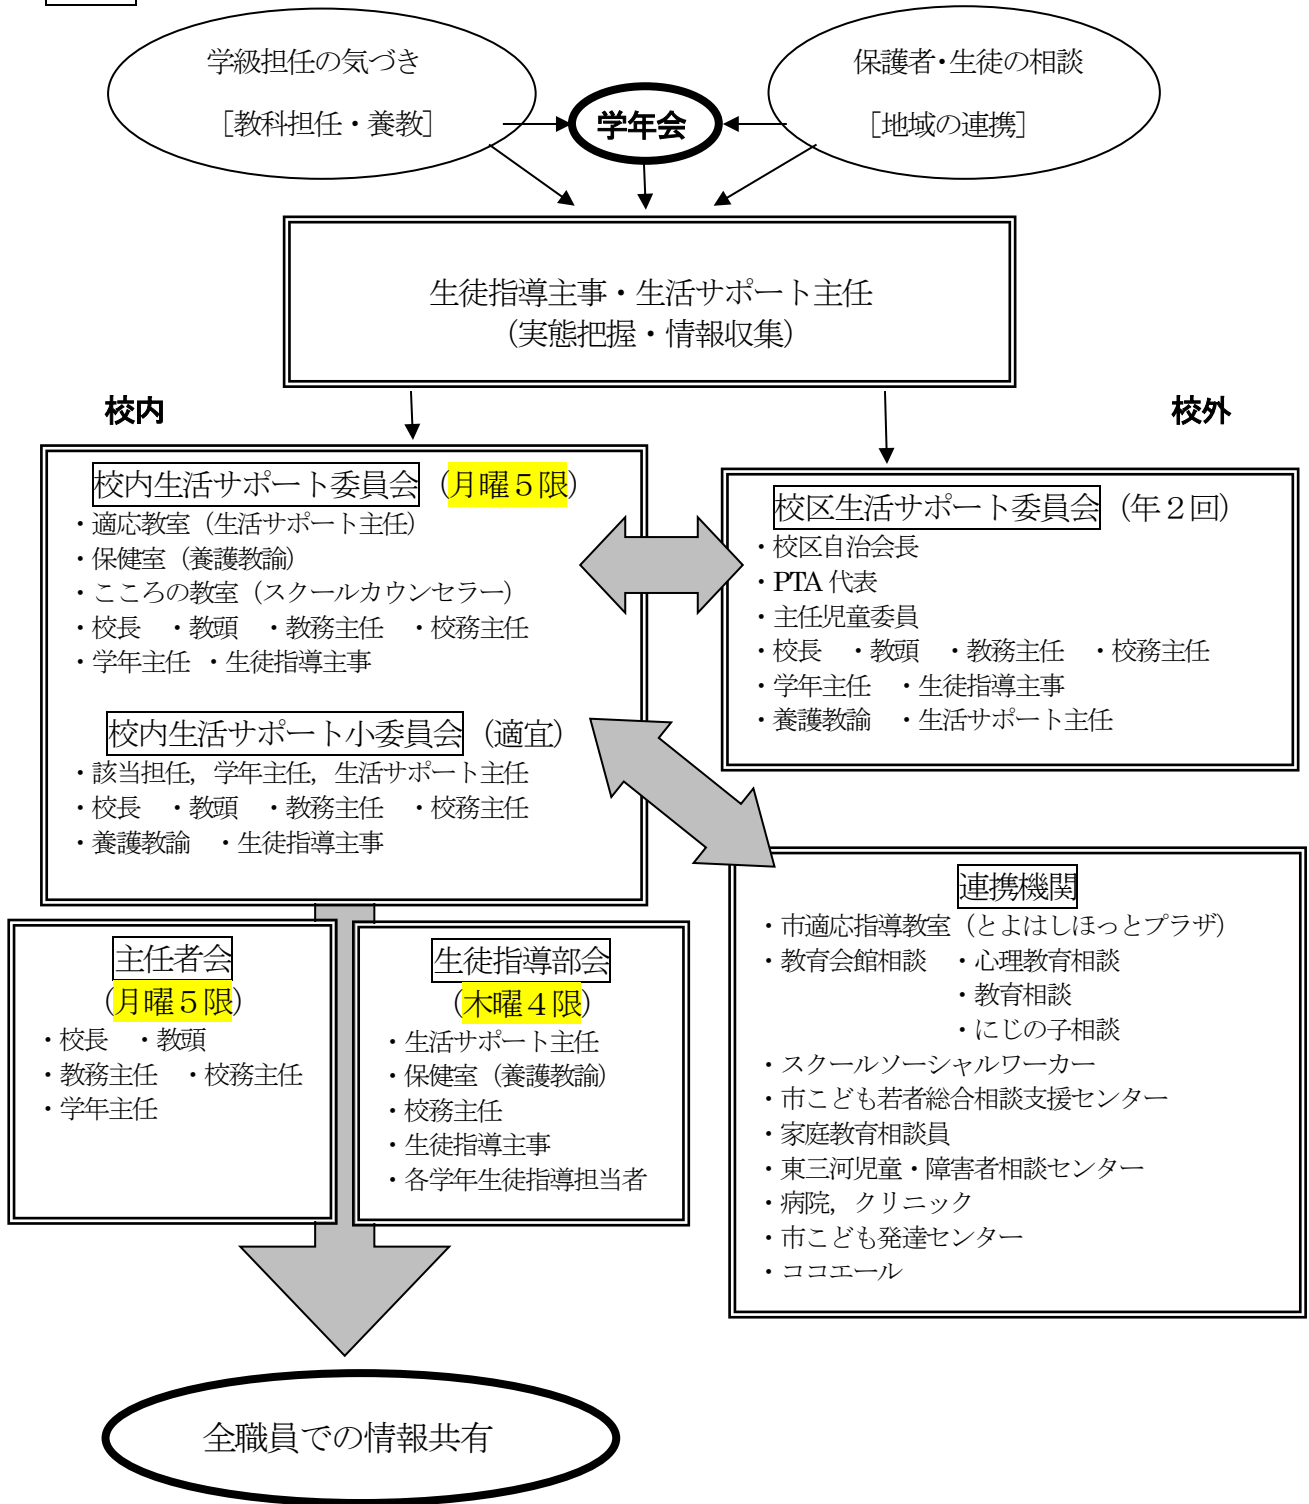 学級担任の気づき
［教科担任・養教］
学年会
保護者・生徒の相談
［地域の連携］
生徒指導主事・生活サポート主任
（実態把握・情報収集）
校内
校外
校内生活サポート委員会（月曜５限）
・適応教室（生活サポート主任）
・保健室（養護教諭）
・こころの教室（スクールカウンセラー）
・校長　・教頭　・教務主任　・校務主任
・学年主任　・生徒指導主事
校内生活サポート小委員会（適宜）
・該当担任，学年主任，生活サポート主任
・校長　・教頭　・教務主任　・校務主任
・養護教諭　・生徒指導主事
校区生活サポート委員会（年２回）
・校区自治会長
・PTA 代表
・主任児童委員
・校長　・教頭　・教務主任　・校務主任
・学年主任　・生徒指導主事
・養護教諭　・生活サポート主任
連携機関
・市適応指導教室（とよはしほっとプラザ）
・教育会館相談　・心理教育相談
・教育相談
・にじの子相談
・スクールソーシャルワーカー
・市こども若者総合相談支援センター
・家庭教育相談員
・東三河児童・障害者相談センター
・病院，クリニック
・市こども発達センター
・ココエール
主任者会
（月曜５限）
・校長　・教頭
・教務主任　・校務主任
・学年主任
生徒指導部会
（木曜４限）
・生活サポート主任
・保健室（養護教諭）
・校務主任
・生徒指導主事
・各学年生徒指導担当者
全職員での情報共有